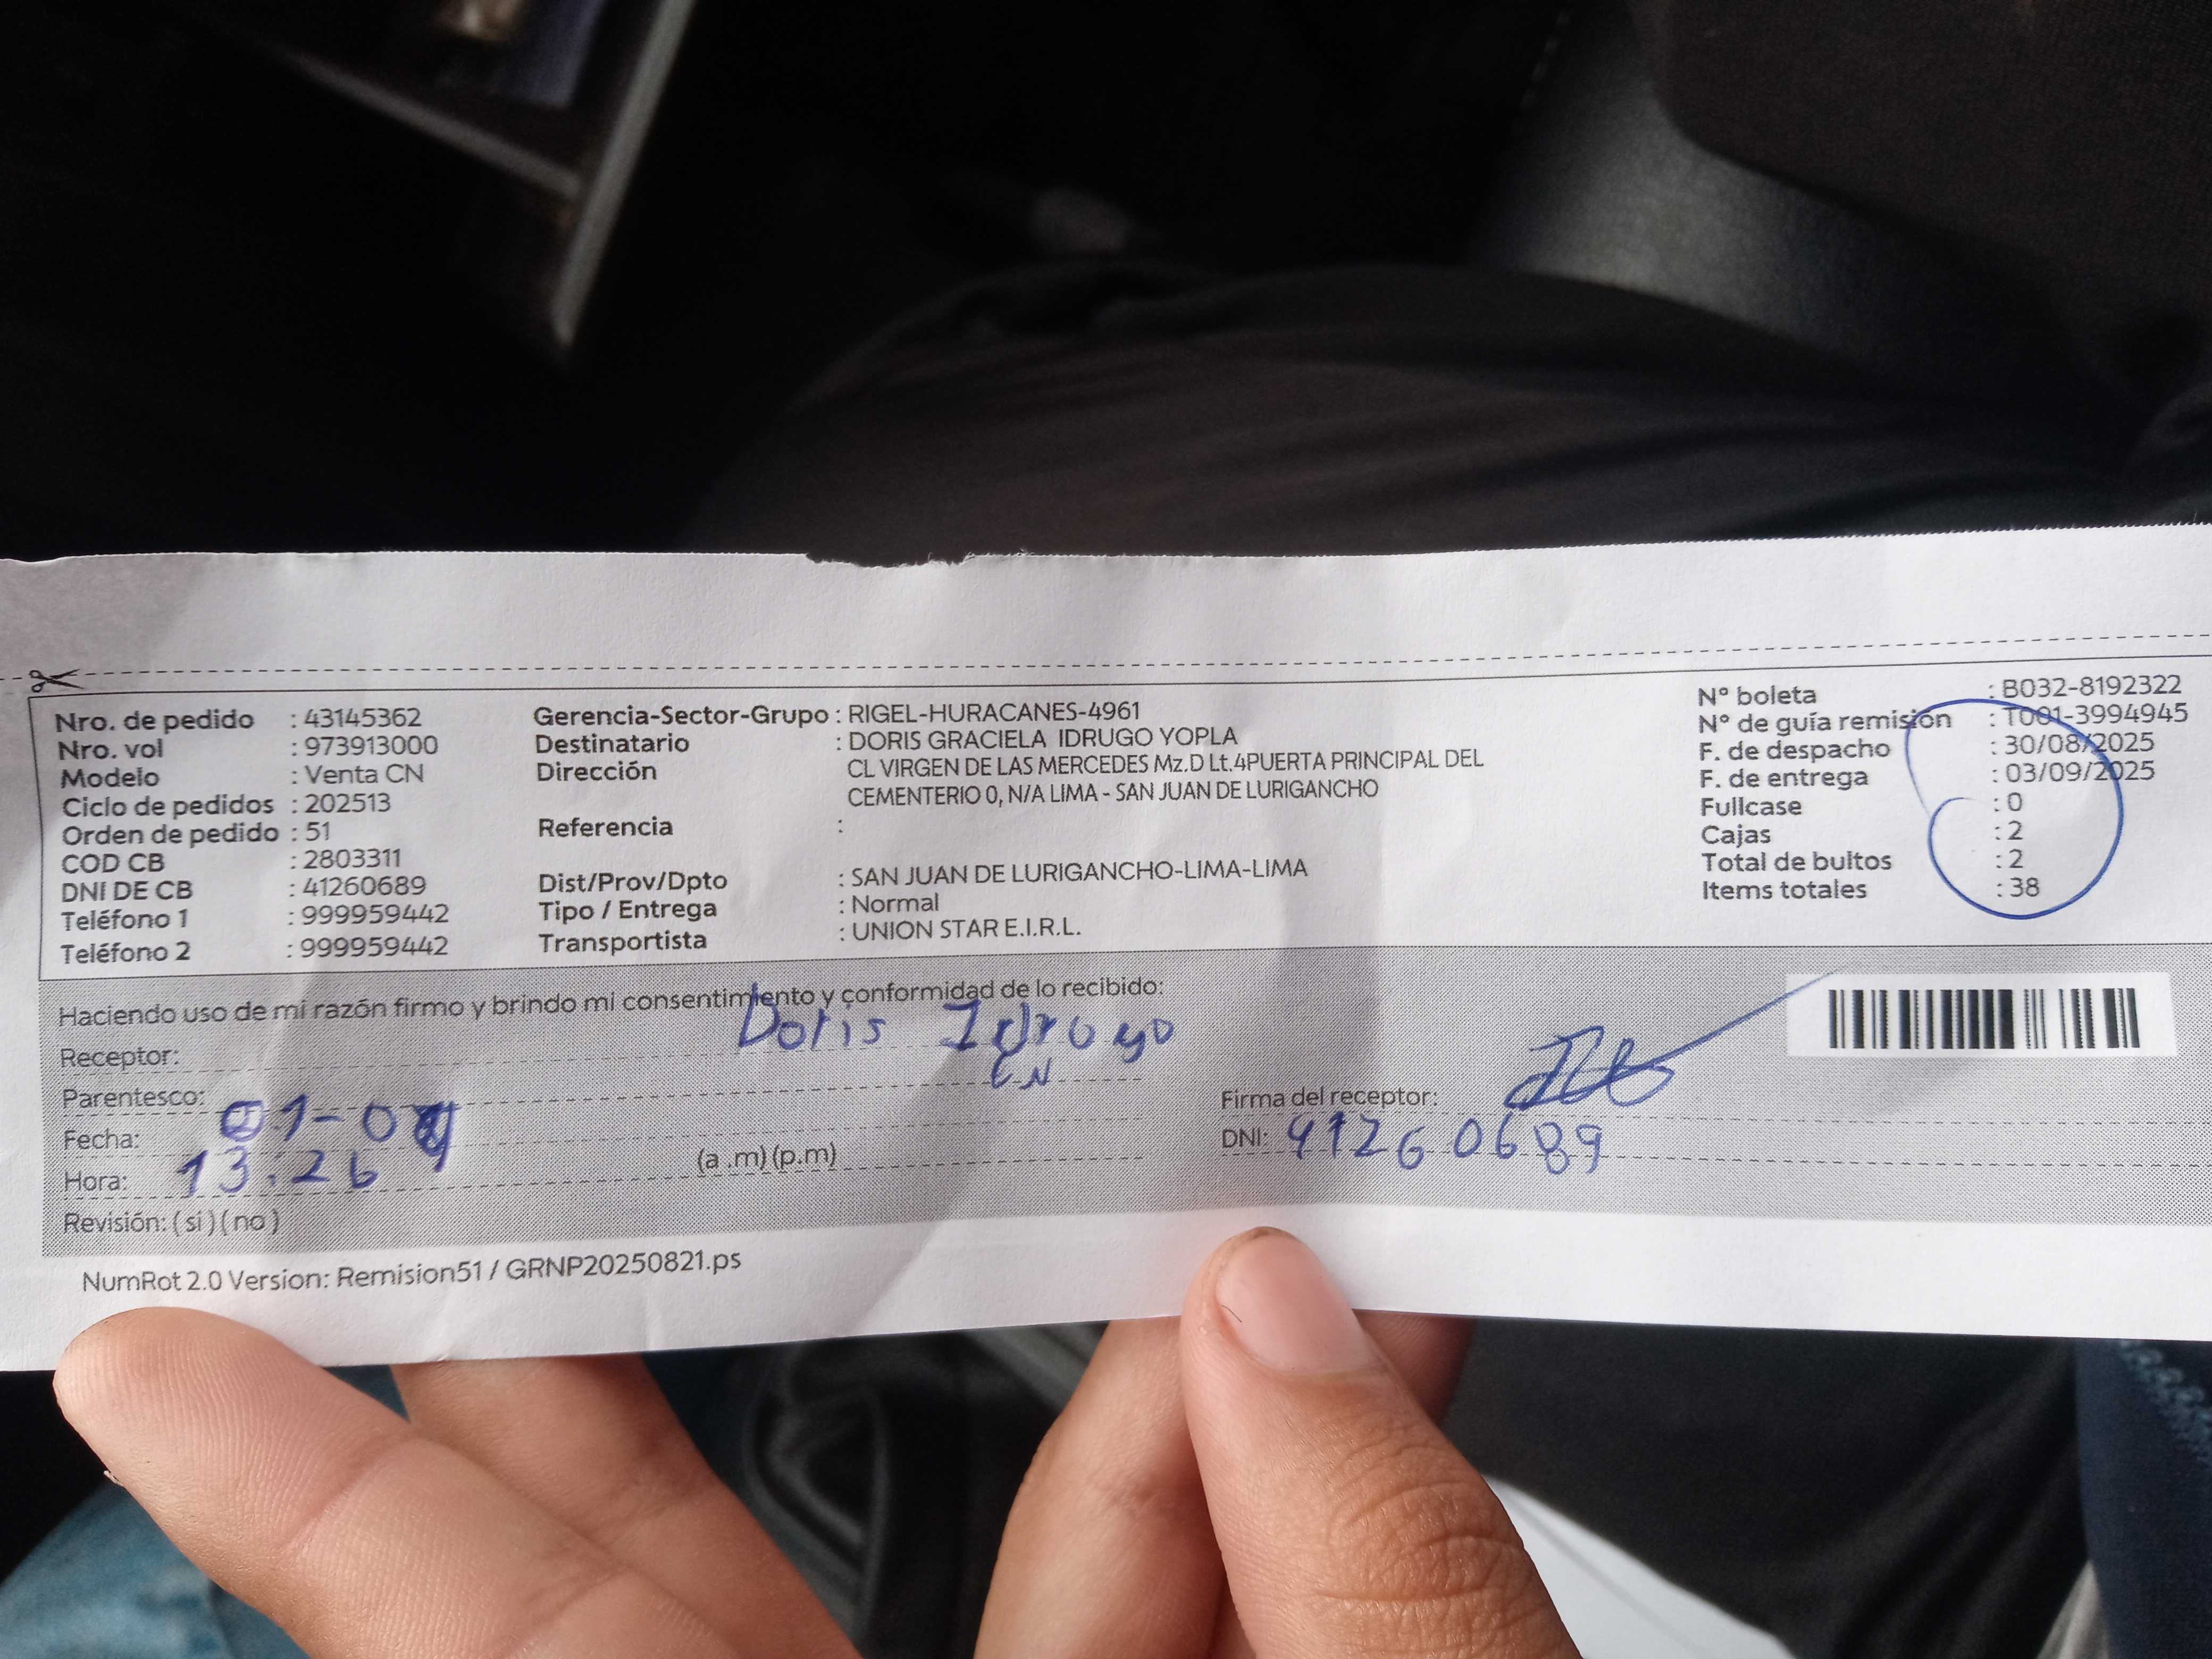 Nro. de pedido : 43145362
Nro. vol : 973913000
Modelo : Venta CN
Ciclo de pedidos : 202513
Orden de pedido : 51
COD CB : 2803311
DNI DE CB : 41260689
Teléfono 1 : 999959442
Teléfono 2 : 999959442
Gerencia-Sector-Grupo : RIGEL-HURACANES-4961
Destinatario : DORIS GRACIELA IDRUGO YOPLA
Dirección CL VIRGEN DE LAS MERCEDES Mz.D Lt.4PUERTA PRINCIPAL DEL
CEMENTERIO 0, N/A LIMA - SAN JUAN DE LURIGANCHO
Referencia :
Dist/Prov/Dpto : SAN JUAN DE LURIGANCHO-LIMA-LIMA
Tipo / Entrega : Normal
Transportista : UNION STAR E.I.R.L.
N° boleta : B032-8192322
N° de guía remisión : T001-3994945
F. de despacho : 30/08/2025
F. de entrega : 03/09/2025
Fullcase : 0
Cajas : 2
Total de bultos : 2
Items totales : 38
Haciendo uso de mi razón firmo y brindo mi consentimiento y conformidad de lo recibido:
Receptor: Doris Idrugo
Parentesco: CN
Fecha: 01-09
Hora: 13:26 (a .m) (p.m)
Revisión: ( si ) ( no )
Firma del receptor:
DNI: 41260689
NumRot 2.0 Version: Remision51 / GRNP20250821.ps